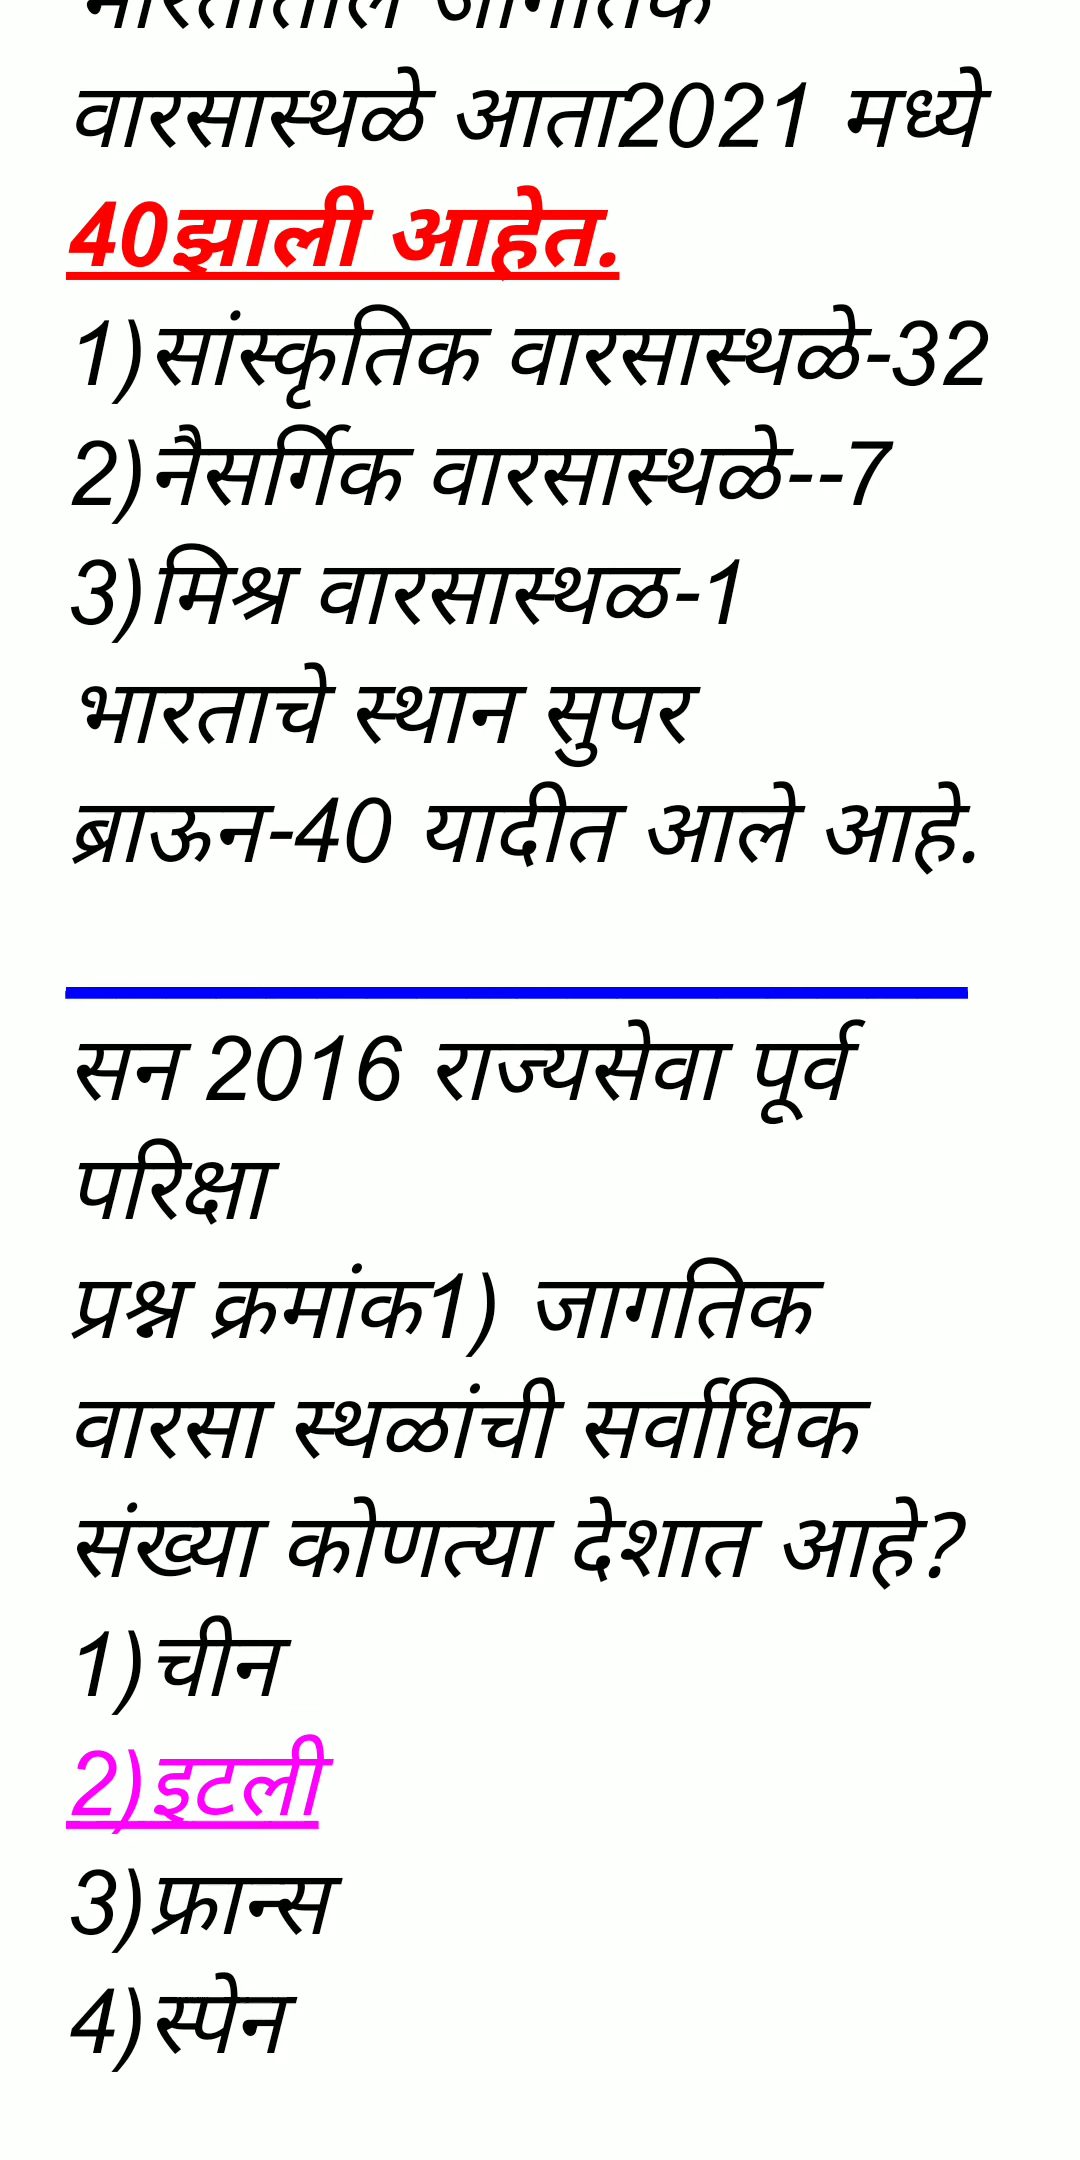 भारतातील जागतिक
वारसास्थळे आता2021 मध्ये
40झाली आहेत.
1)सांस्कृतिक वारसास्थळे-32
2)नैसर्गिक वारसास्थळे--7
3)मिश्र वारसास्थळ-1
भारताचे स्थान सुपर
ब्राऊन-40 यादीत आले आहे.
सन 2016 राज्यसेवा पूर्व
परिक्षा
प्रश्न क्रमांक1) जागतिक
वारसा स्थळांची सर्वाधिक
संख्या कोणत्या देशात आहे?
1)चीन
2)इटली
3)फ्रान्स
4)स्पेन